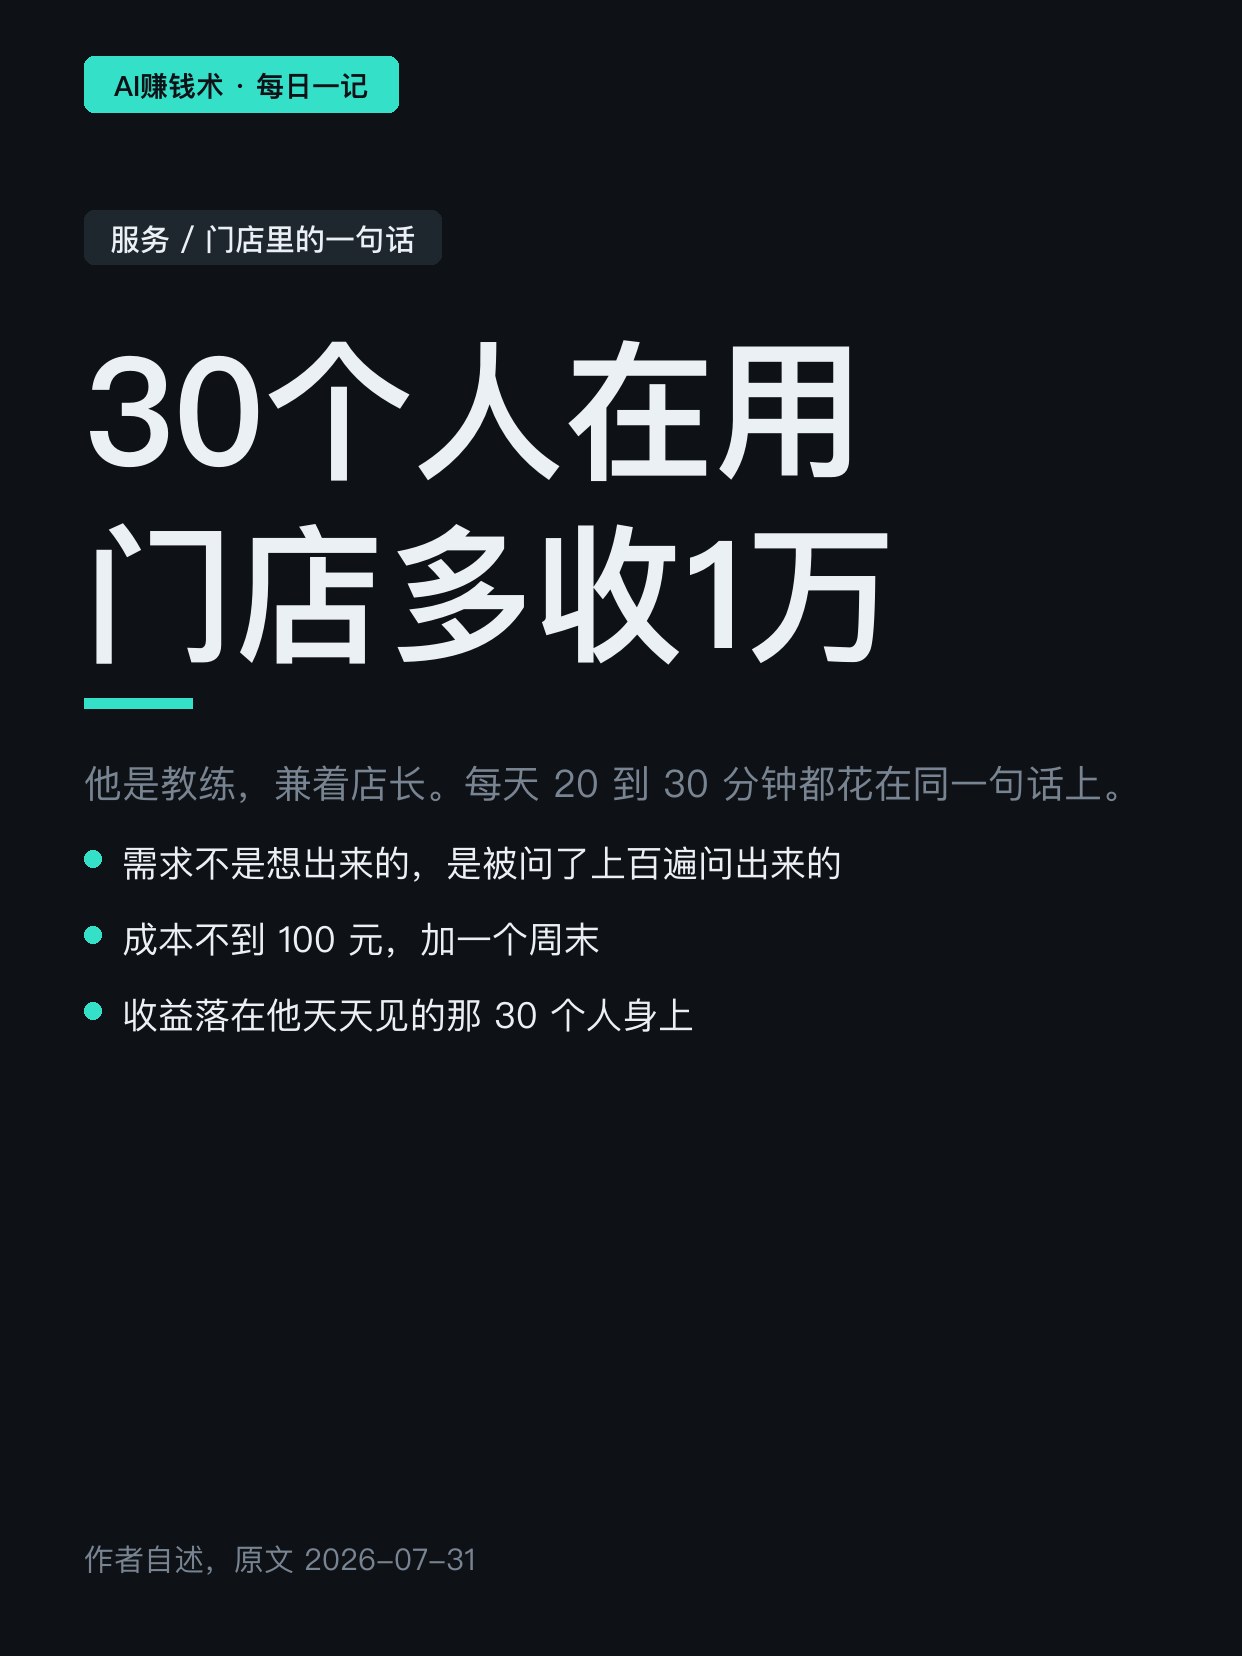 AI赚钱术 · 每日一记
服务 / 门店里的一句话
30个人在用
门店多收1万
他是教练，兼着店长。每天 20 到 30 分钟都花在同一句话上。
需求不是想出来的，是被问了上百遍问出来的
成本不到 100 元，加一个周末
收益落在他天天见的那 30 个人身上
作者自述，原文 2026-07-31